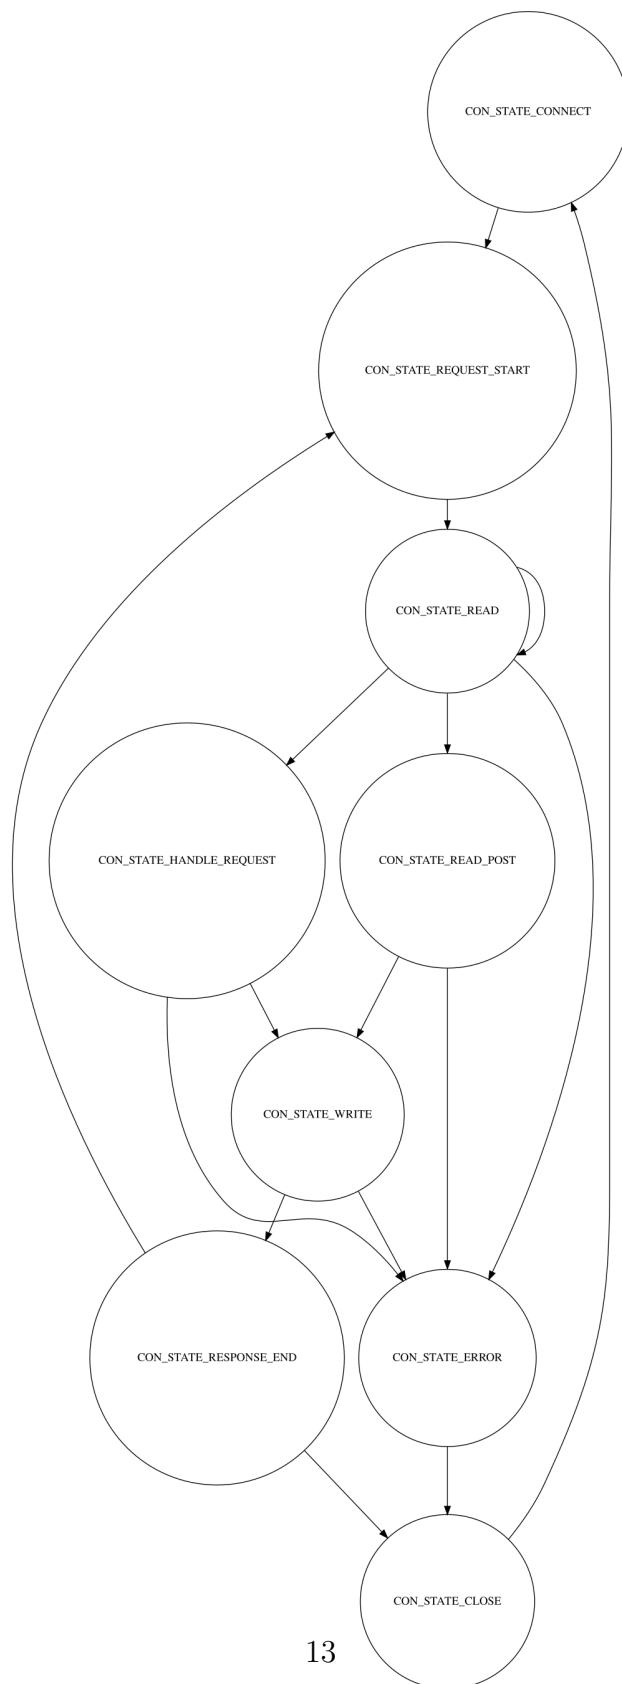 CON_STATE_CONNECT
CON_STATE_REQUEST_START
CON_STATE_READ
CON_STATE_HANDLE_REQUEST
CON_STATE_READ_POST
CON_STATE_WRITE
CON_STATE_RESPONSE_END
CON_STATE_ERROR
CON_STATE_CLOSE
13